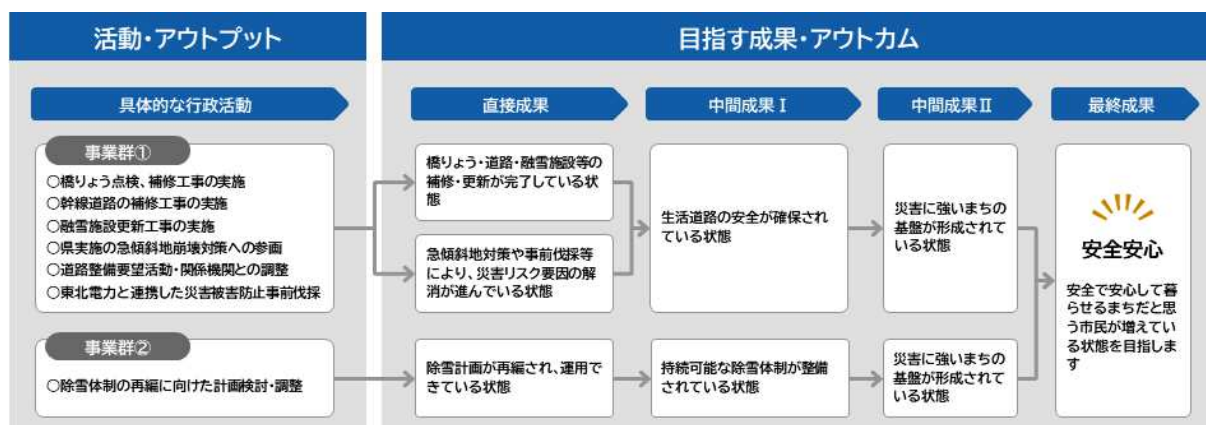 活動・アウトプット
目指す成果・アウトカム
具体的な行政活動
直接成果
中間成果Ⅰ
中間成果Ⅱ
最終成果
事業群①
○橋りょう点検、補修工事の実施
○幹線道路の補修工事の実施
○融雪施設更新工事の実施
○県実施の急傾斜地崩壊対策への参画
○道路整備要望活動・関係機関との調整
○東北電力と連携した災害被害防止事前伐採
橋りょう・道路・融雪施設等の
補修・更新が完了している状
態
急傾斜地対策や事前伐採等
により、災害リスク要因の解
消が進んでいる状態
生活道路の安全が確保され
ている状態
災害に強いまちの
基盤が形成されて
いる状態
事業群②
○除雪体制の再編に向けた計画検討・調整
除雪計画が再編され、運用で
きている状態
持続可能な除雪体制が整備
されている状態
災害に強いまちの
基盤が形成されて
いる状態
安全安心
安全で安心して暮
らせるまちだと思
う市民が増えてい
る状態を目指しま
す